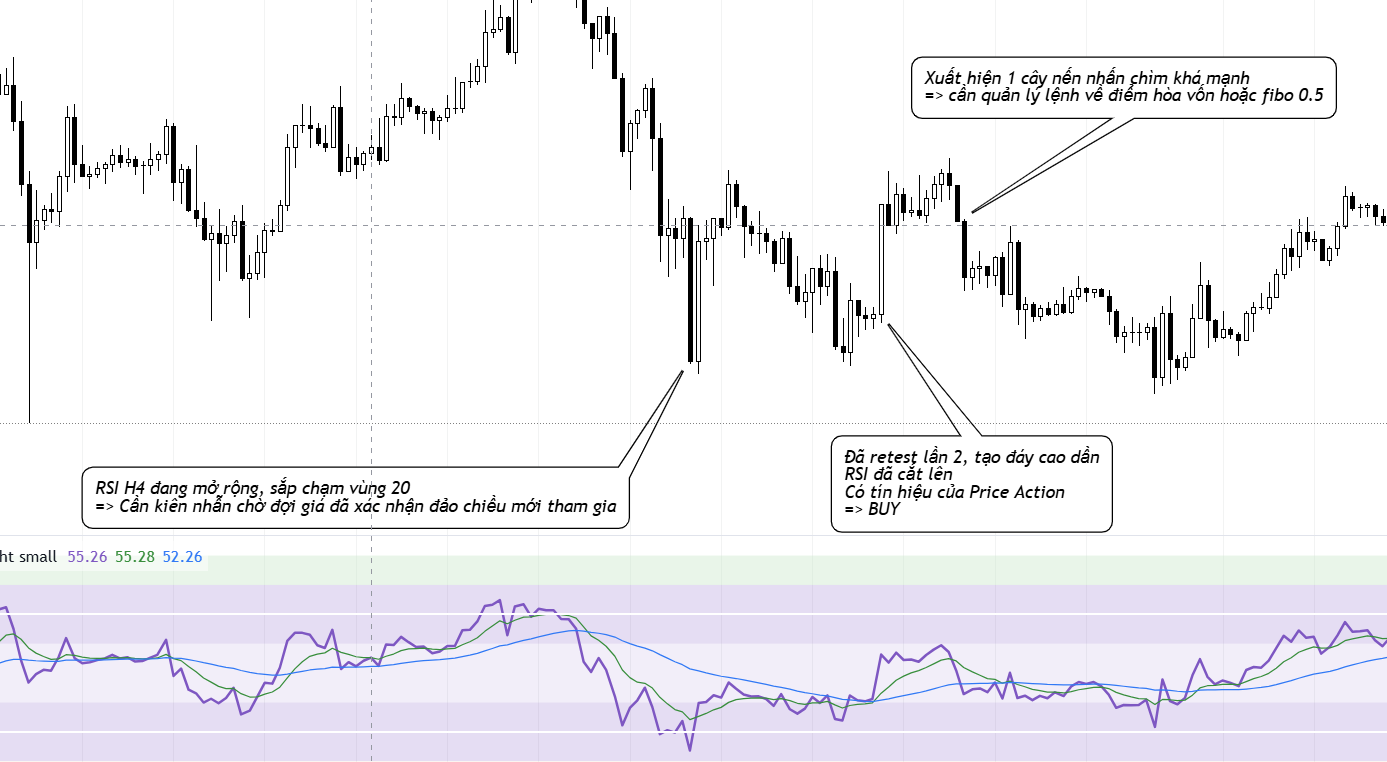 Xuất hiện 1 cây nến nhấn chìm khá mạnh
=> cần quản lý lệnh về điểm hòa vốn hoặc fibo 0.5
Đã retest lần 2, tạo đáy cao dần
RSI đã cắt lên
Có tín hiệu của Price Action
=> BUY
RSI H4 đang mở rộng, sắp chạm vùng 20
=> Cần kiên nhẫn chờ đợi giá đã xác nhận đảo chiều mới tham gia
ht small 55.26 55.28 52.26